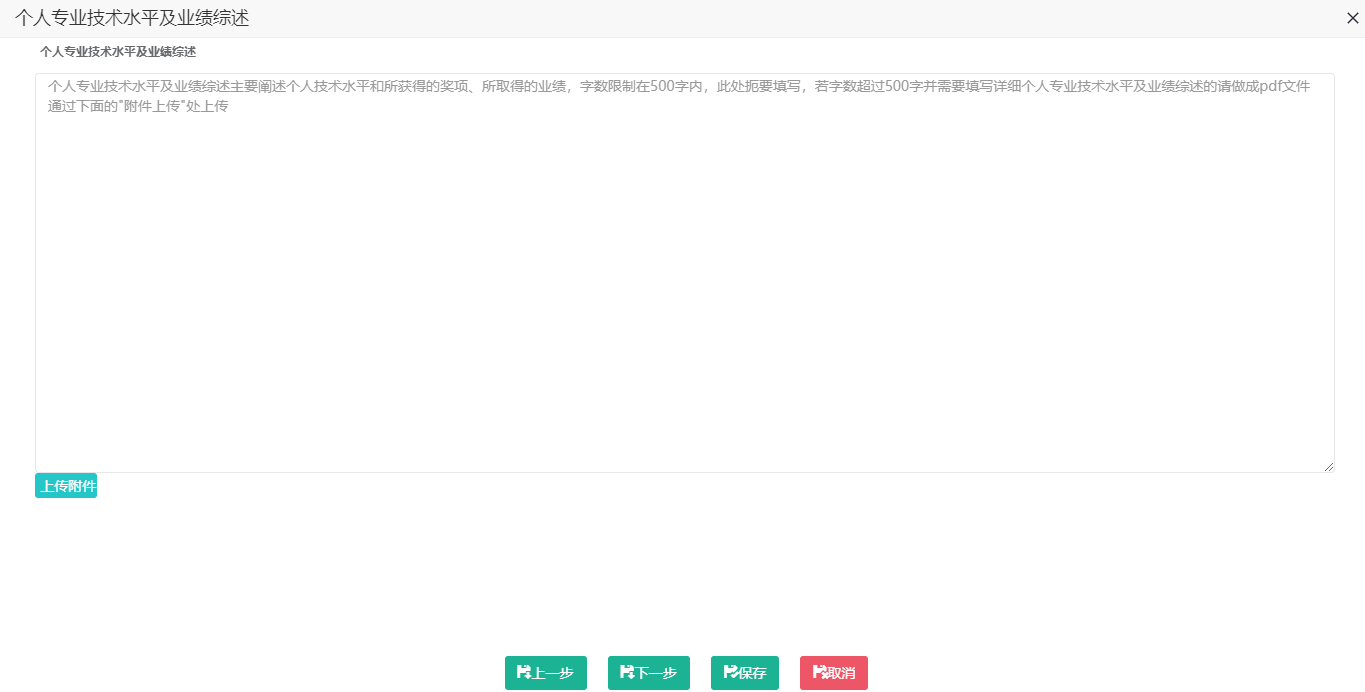 个人专业技术水平及业绩综述
个人专业技术水平及业绩综述
个人专业技术水平及业绩综述主要阐述个人技术水平和所获得的奖项、所取得的业绩，字数限制在500字内，此处扼要填写，若字数超过500字并需要填写详细个人专业技术水平及业绩综述的请做成pdf文件
通过下面的"附件上传"处上传
上传附件
上一步 下一步 保存 取消